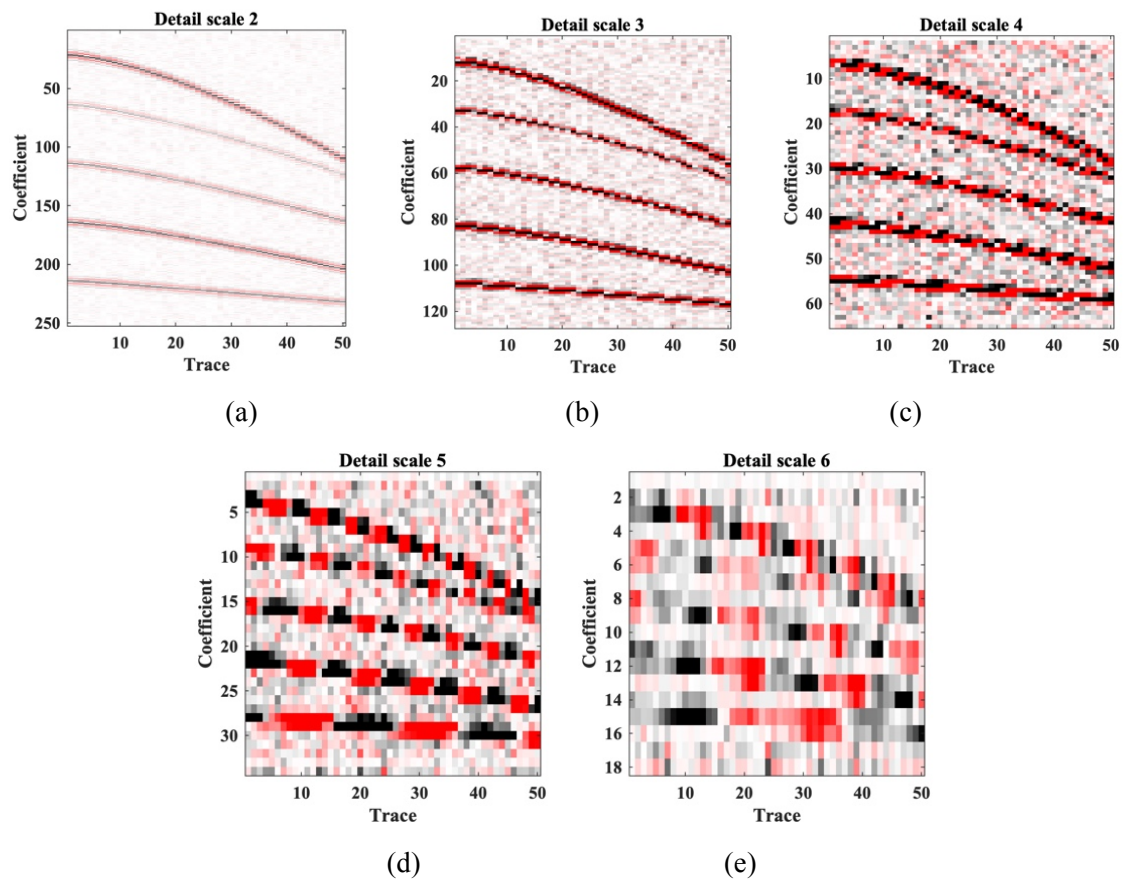 Detail scale 2
50
100
150
200
250
Coefficient
10 20 30 40 50
Trace
(a)
Detail scale 3
20
40
60
80
100
120
Coefficient
10 20 30 40 50
Trace
(b)
Detail scale 4
10
20
30
40
50
60
Coefficient
10 20 30 40 50
Trace
(c)
Detail scale 5
5
10
15
20
25
30
Coefficient
10 20 30 40 50
Trace
(d)
Detail scale 6
2
4
6
8
10
12
14
16
18
Coefficient
10 20 30 40 50
Trace
(e)